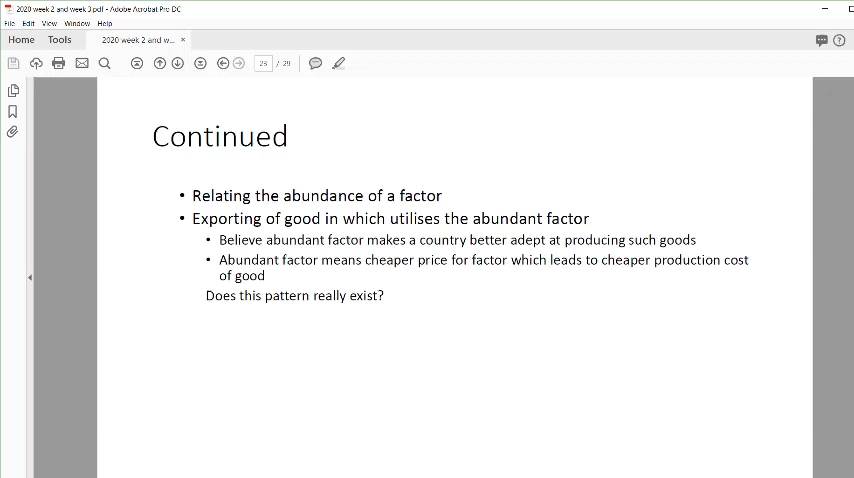 2020 week 2 and week 3.pdf - Adobe Acrobat Pro DC
File Edit View Window Help
Home Tools 2020 week 2 and w... ×
23 / 29
Continued
• Relating the abundance of a factor
• Exporting of good in which utilises the abundant factor
• Believe abundant factor makes a country better adept at producing such goods
• Abundant factor means cheaper price for factor which leads to cheaper production cost
of good
Does this pattern really exist?